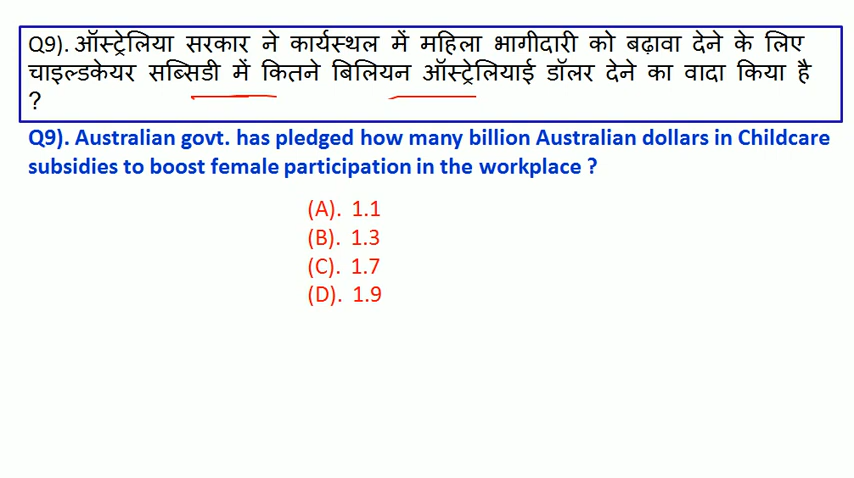 Q9). ऑस्ट्रेलिया सरकार ने कार्यस्थल में महिला भागीदारी को बढ़ावा देने के लिए
चाइल्डकेयर सब्सिडी में कितने बिलियन ऑस्ट्रेलियाई डॉलर देने का वादा किया है
?
Q9). Australian govt. has pledged how many billion Australian dollars in Childcare
subsidies to boost female participation in the workplace ?
(A). 1.1
(B). 1.3
(C). 1.7
(D). 1.9